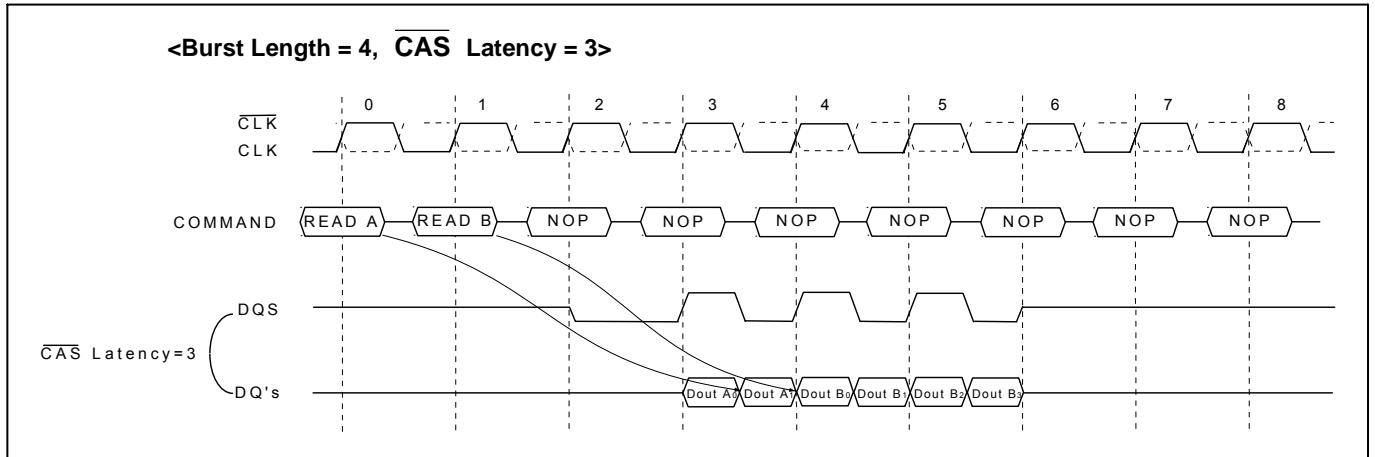 <Burst Length = 4, CAS Latency = 3>
0 1 2 3 4 5 6 7 8
CLK
CLK
COMMAND READ A READ B NOP NOP NOP NOP NOP NOP NOP
DQS
CAS Latency=3
DQ's Dout A0 Dout A1 Dout B0 Dout B1 Dout B2 Dout B3